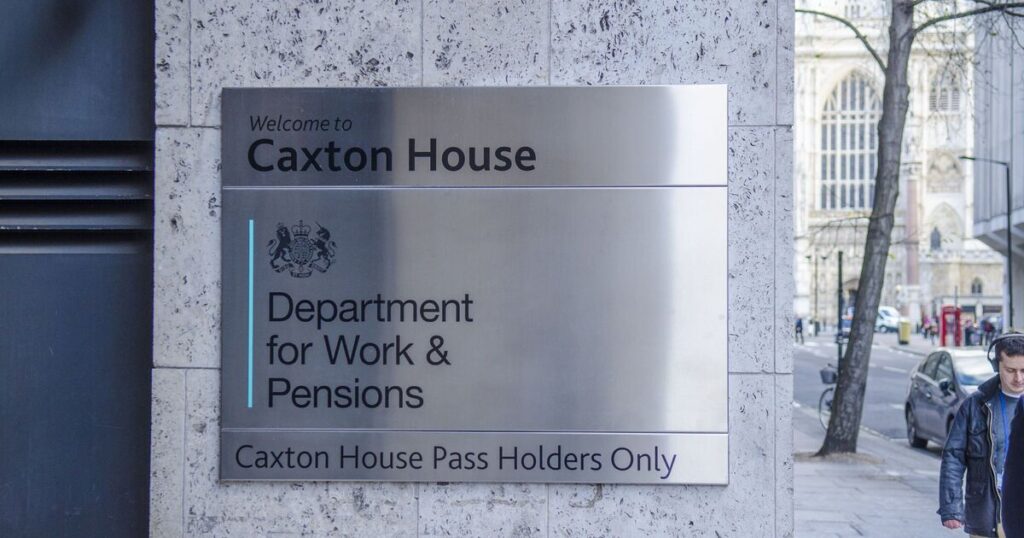 Welcome to
Caxton House
Department
for Work &
Pensions
Caxton House Pass Holders Only